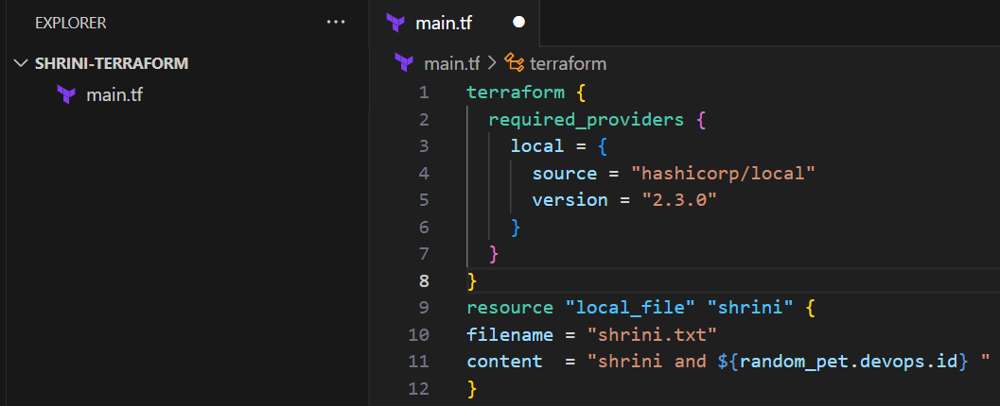 EXPLORER ...
SHRINI-TERRAFORM
main.tf
main.tf
main.tf > terraform
1 terraform {
2   required_providers {
3     local = {
4       source = "hashicorp/local"
5       version = "2.3.0"
6     }
7   }
8 }
9 resource "local_file" "shrini" {
10 filename = "shrini.txt"
11 content  = "shrini and ${random_pet.devops.id} "
12 }